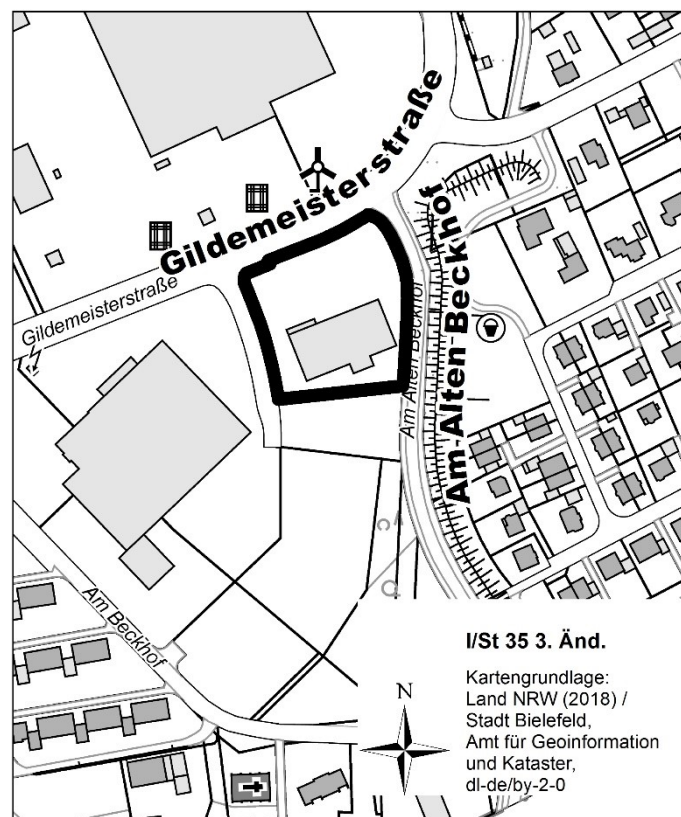 Gildemeisterstraße
Gildemeisterstraße
Am Alten Beckhof
Am Alten Beckhof
Am Beckhof
I/St 35 3. Änd.
Kartengrundlage:
Land NRW (2018) /
Stadt Bielefeld,
Amt für Geoinformation
und Kataster,
dl-de/by-2-0
N